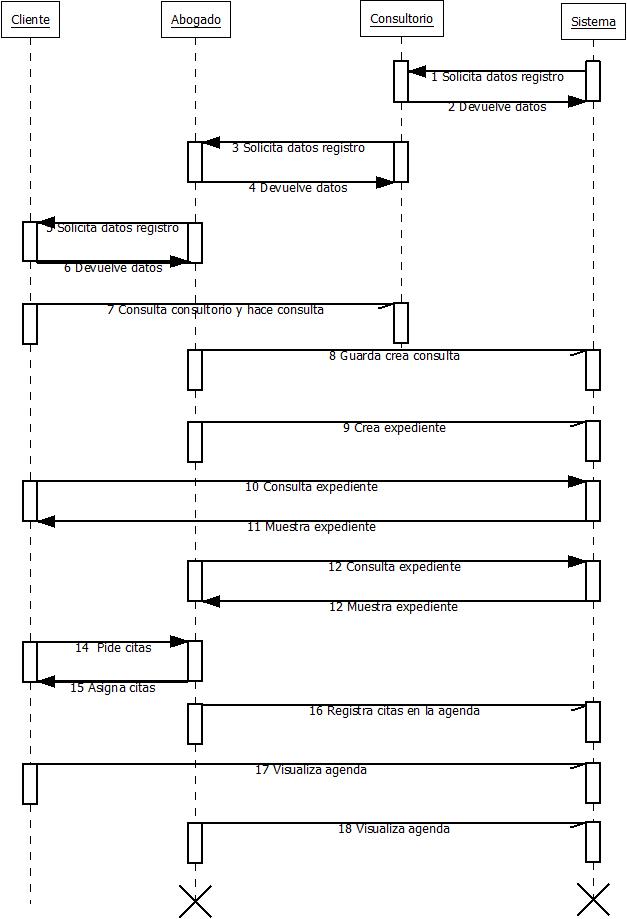 Cliente
Abogado
Consultorio
Sistema
1 Solicita datos registro
2 Devuelve datos
3 Solicita datos registro
4 Devuelve datos
5 Solicita datos registro
6 Devuelve datos
7 Consulta consultorio y hace consulta
8 Guarda crea consulta
9 Crea expediente
10 Consulta expediente
11 Muestra expediente
12 Consulta expediente
12 Muestra expediente
14 Pide citas
15 Asigna citas
16 Registra citas en la agenda
17 Visualiza agenda
18 Visualiza agenda